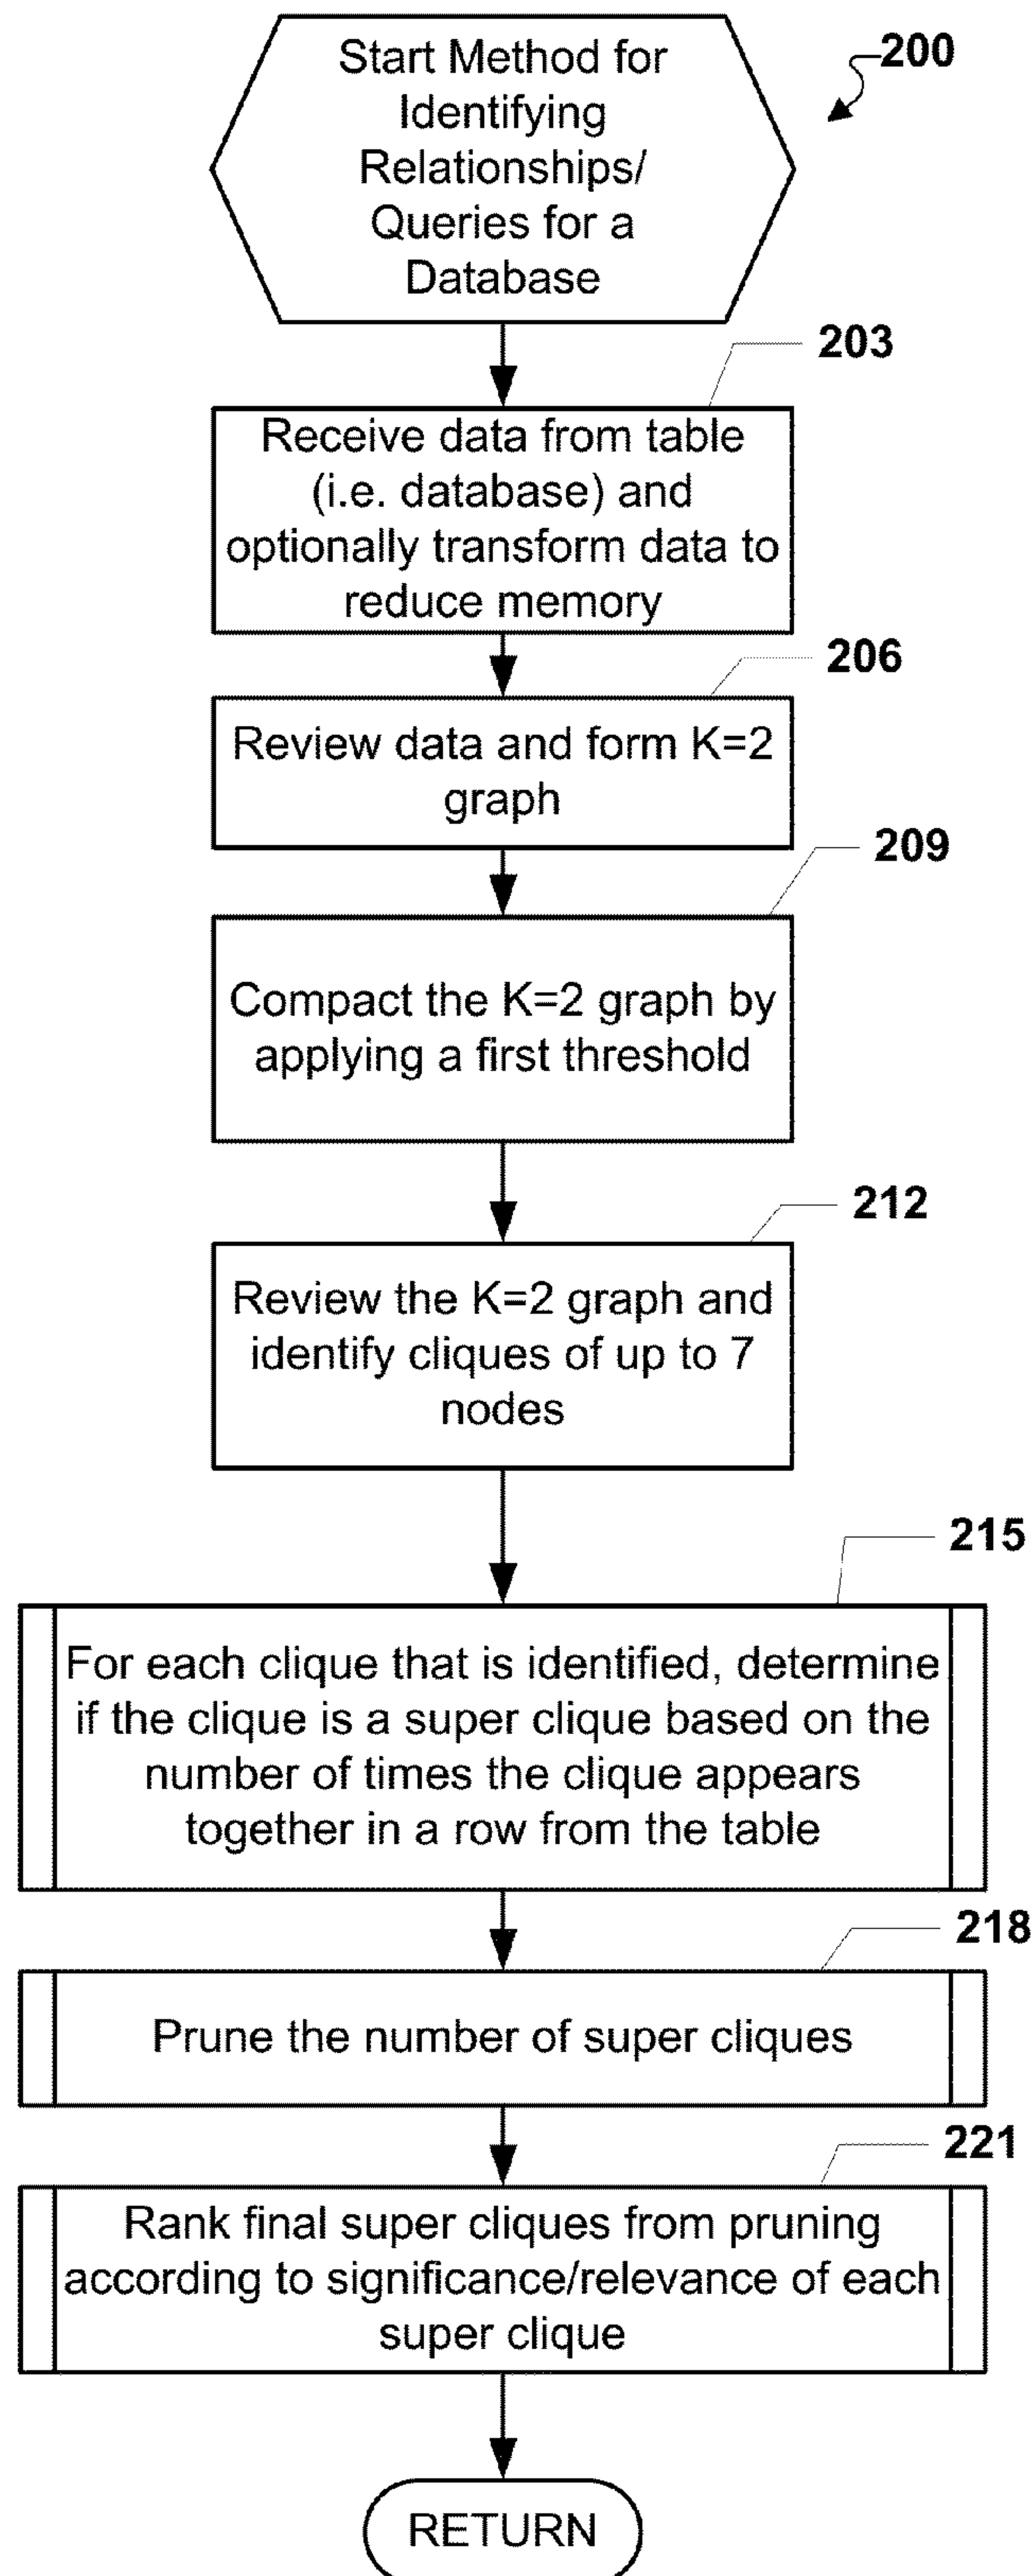 Start Method for
Identifying
Relationships/
Queries for a
Database
200
203
Receive data from table
(i.e. database) and
optionally transform data to
reduce memory
206
Review data and form K=2
graph
209
Compact the K=2 graph by
applying a first threshold
212
Review the K=2 graph and
identify cliques of up to 7
nodes
215
For each clique that is identified, determine
if the clique is a super clique based on the
number of times the clique appears
together in a row from the table
218
Prune the number of super cliques
221
Rank final super cliques from pruning
according to significance/relevance of each
super clique
RETURN